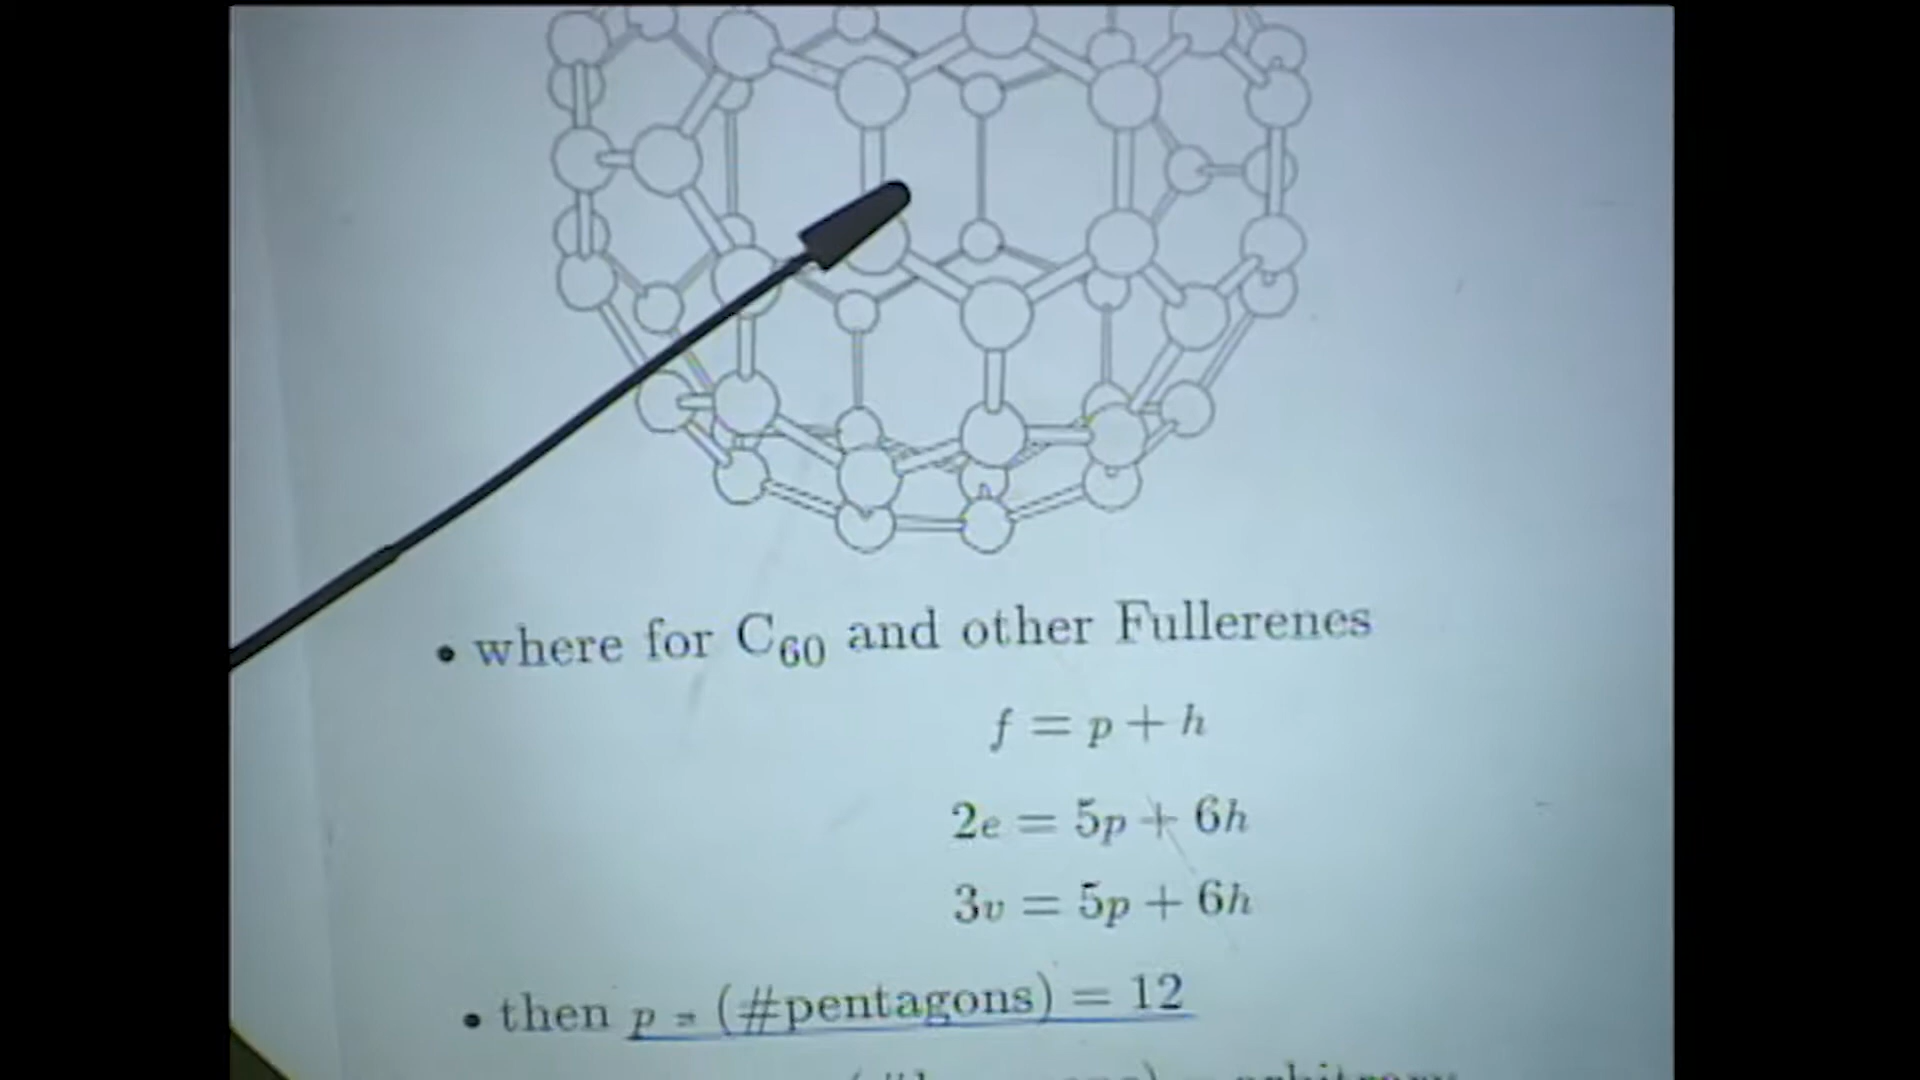 • where for C₆₀ and other Fullerenes
f = p + h
2e = 5p + 6h
3v = 5p + 6h
• then p = (#pentagons) = 12